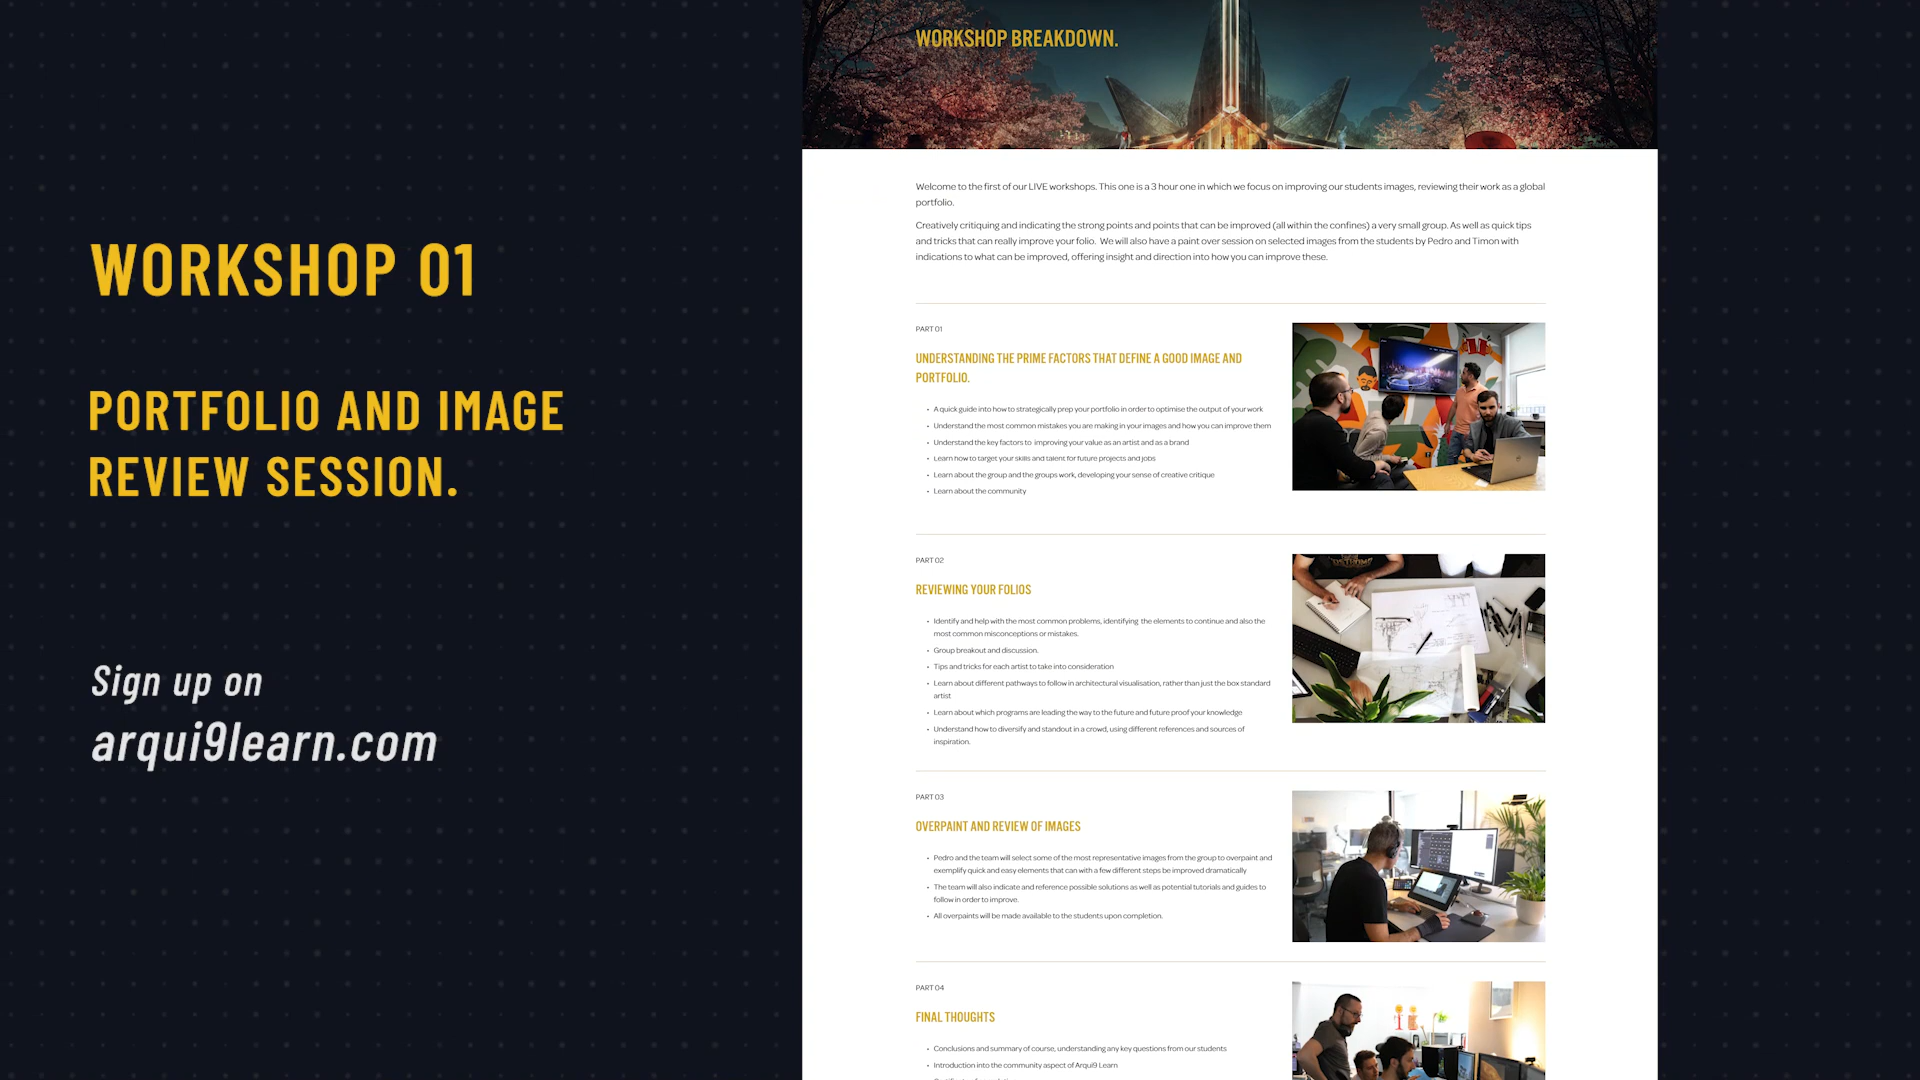 WORKSHOP 01
PORTFOLIO AND IMAGE
REVIEW SESSION.
Sign up on
arqui9learn.com
WORKSHOP BREAKDOWN.
Welcome to the first of our LIVE workshops. This one is a 3 hour one in which we focus on improving our students images, reviewing their work as a global
portfolio.
Creatively critiquing and indicating the strong points and points that can be improved (all within the confines) a very small group. As well as quick tips
and tricks that can really improve your folio. We will also have a paint over session on selected images from the students by Pedro and Timon with
indications to what can be improved, offering insight and direction into how you can improve these.
PART 01
UNDERSTANDING THE PRIME FACTORS THAT DEFINE A GOOD IMAGE AND
PORTFOLIO.
• A quick guide into how to strategically prep your portfolio in order to optimise the output of your work
• Understand the most common mistakes you are making in your images and how you can improve them
• Understand the key factors to improving your value as an artist and as a brand
• Learn how to target your skills and talent for future projects and jobs
• Learn about the group and the groups work, developing your sense of creative critique
• Learn about the community
PART 02
REVIEWING YOUR FOLIOS
• Identify and help with the most common problems, identifying the elements to continue and also the
most common misconceptions or mistakes.
• Group breakout and discussion.
• Tips and tricks for each artist to take into consideration
• Learn about different pathways to follow in architectural visualisation, rather than just the box standard
artist
• Learn about which programs are leading the way to the future and future proof your knowledge
• Understand how to diversify and standout in a crowd, using different references and sources of
inspiration.
PART 03
OVERPAINT AND REVIEW OF IMAGES
• Pedro and the team will select some of the most representative images from the group to overpaint and
exemplify quick and easy elements that can with a few different steps be improved dramatically
• The team will also indicate and reference possible solutions as well as potential tutorials and guides to
follow in order to improve.
• All overpaints will be made available to the students upon completion.
PART 04
FINAL THOUGHTS
• Conclusions and summary of course, understanding any key questions from our students
• Introduction into the community aspect of Arqui9 Learn